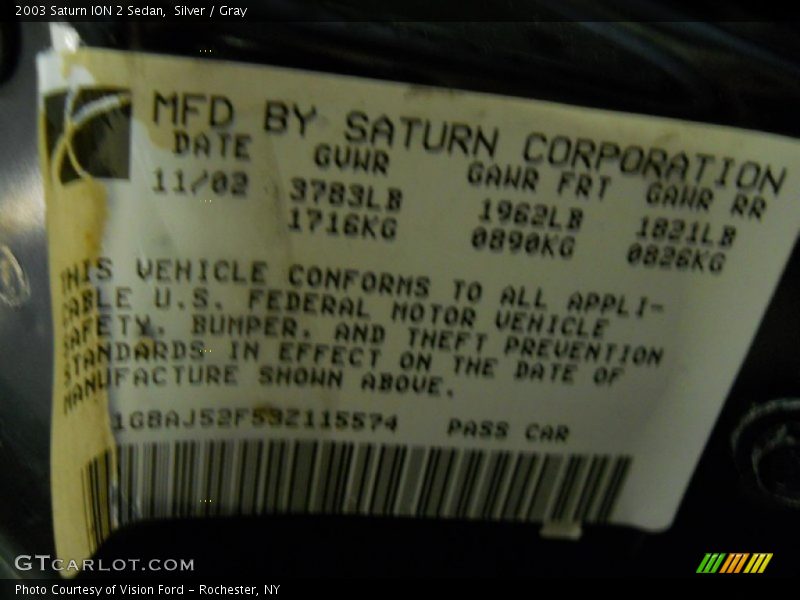 2003 Saturn ION 2 Sedan,  Silver / Gray
MFD BY SATURN CORPORATION
DATE GVWR GAWR FRT GAWR RR
11/02 3783LB 1962LB 1821LB
1716KG 0890KG 0826KG
THIS VEHICLE CONFORMS TO ALL APPLI-
CABLE U.S. FEDERAL MOTOR VEHICLE
SAFETY, BUMPER, AND THEFT PREVENTION
STANDARDS IN EFFECT ON THE DATE OF
MANUFACTURE SHOWN ABOVE.
1G8AJ52F53Z115574 PASS CAR
GTCARLOT.COM
Photo Courtesy of Vision Ford - Rochester, NY